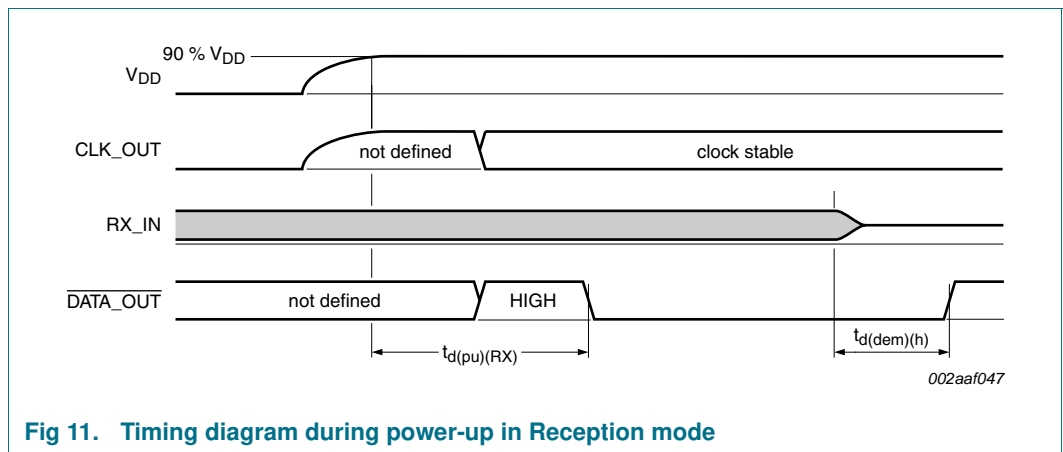 90 % VDD
VDD
CLK_OUT
not defined
clock stable
RX_IN
DATA_OUT
not defined
HIGH
td(pu)(RX)
td(dem)(h)
002aaf047
Fig 11. Timing diagram during power-up in Reception mode